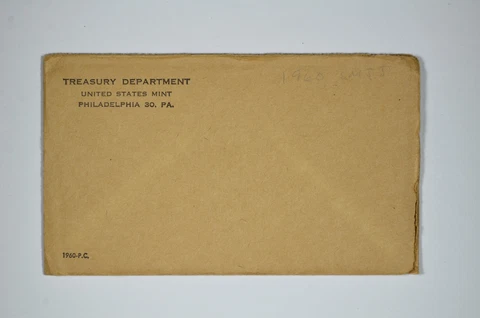 TREASURY DEPARTMENT
UNITED STATES MINT
PHILADELPHIA 30, PA.
1960-P.C.